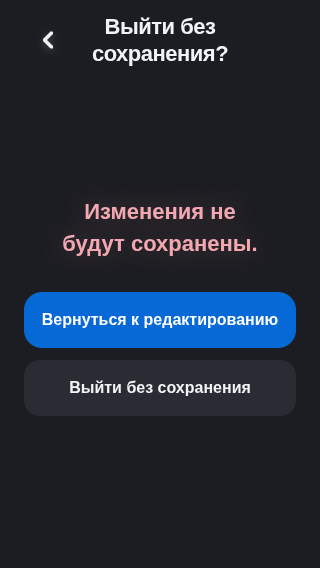 Выйти без
сохранения?
Изменения не
будут сохранены.
Вернуться к редактированию
Выйти без сохранения